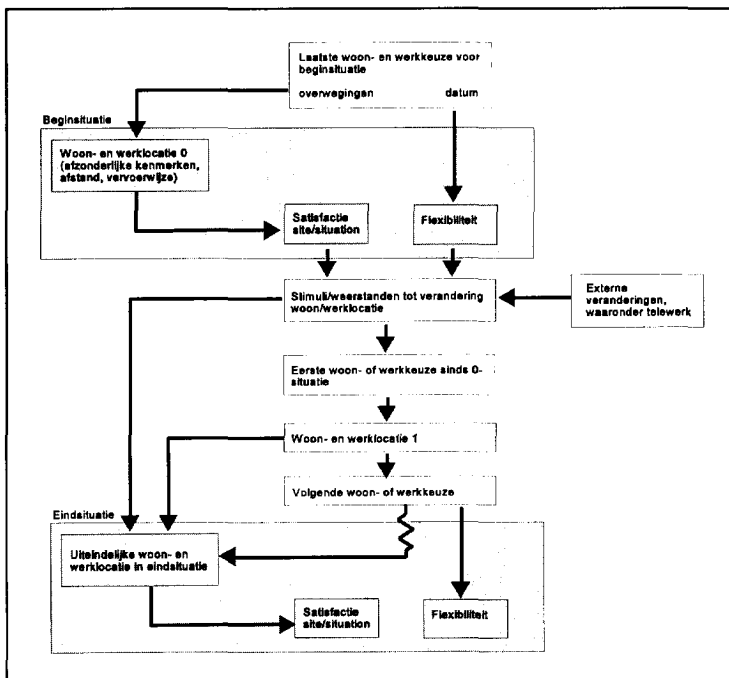 Laatste woon- en werkkeuze voor
beginsituatie
overwegingen datum
Beginsituatie
Woon- en werklocatie 0
(afzonderlijke kenmerken,
afstand, vervoerwijze)
Satisfactie
site/situation
Flexibiliteit
Stimuli/weerstanden tot verandering
woon/werklocatie
Externe
veranderingen,
waaronder telewerk
Eerste woon- of werkkeuze sinds 0-
situatie
Woon- en werklocatie 1
Volgende woon- of werkkeuze
Eindsituatie
Uiteindelijke woon- en
werklocatie in eindsituatie
Satisfactie
site/situation
Flexibiliteit